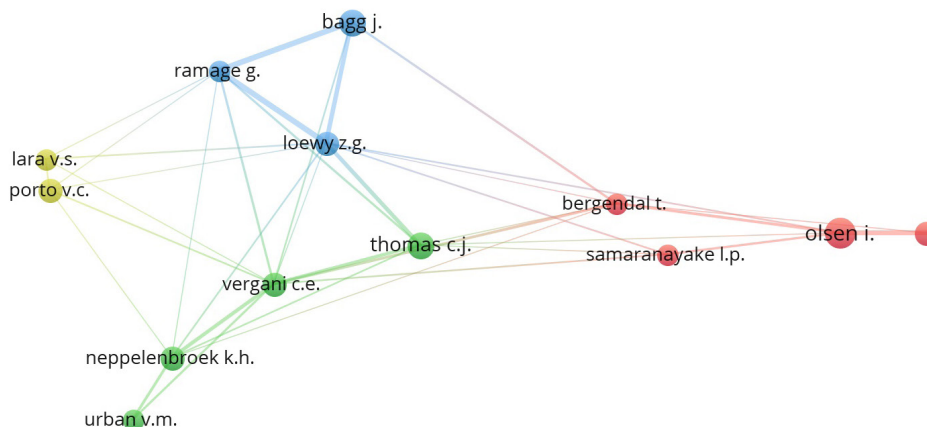 bagg j.
ramage g.
loewy z.g.
lara v.s.
porto v.c.
bergendal t.
olsen i.
thomas c.j.
samaranayake l.p.
vergani c.e.
neppelenbroek k.h.
urban v.m.